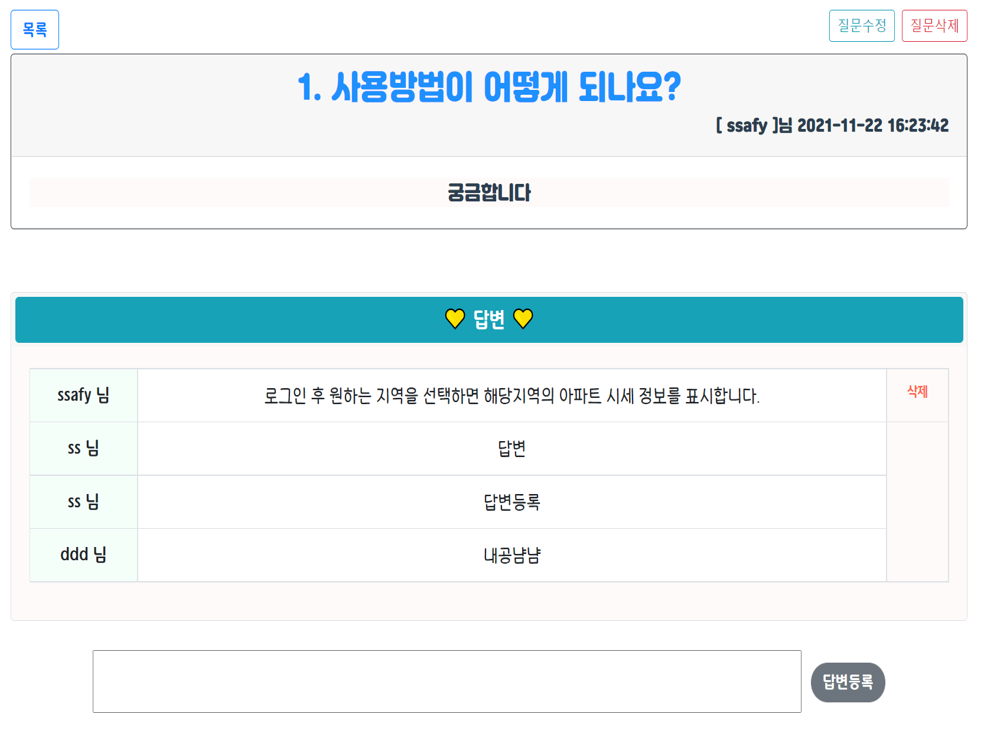 목록
질문수정 질문삭제
1. 사용방법이 어떻게 되나요?
[ ssafy ]님 2021-11-22 16:23:42
궁금합니다
💛 답변 💛
ssafy 님 로그인 후 원하는 지역을 선택하면 해당지역의 아파트 시세 정보를 표시합니다. 삭제
ss 님 답변
ss 님 답변등록
ddd 님 내공냠냠
답변등록